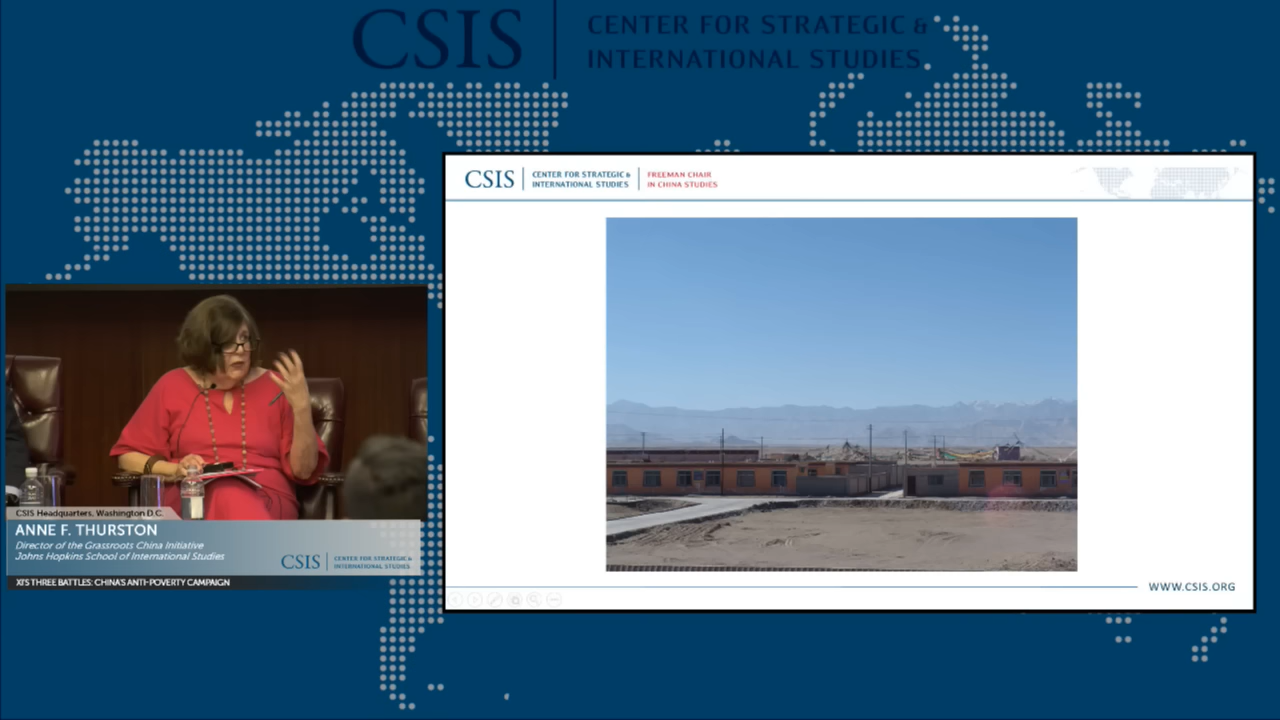 CSIS
CENTER FOR STRATEGIC &
INTERNATIONAL STUDIES
CSIS
CENTER FOR STRATEGIC &
INTERNATIONAL STUDIES
FREEMAN CHAIR
IN CHINA STUDIES
CSIS Headquarters, Washington D.C.
ANNE F. THURSTON
Director of the Grassroots China Initiative
Johns Hopkins School of International Studies
CSIS
CENTER FOR STRATEGIC &
INTERNATIONAL STUDIES
XI'S THREE BATTLES: CHINA'S ANTI-POVERTY CAMPAIGN
WWW.CSIS.ORG